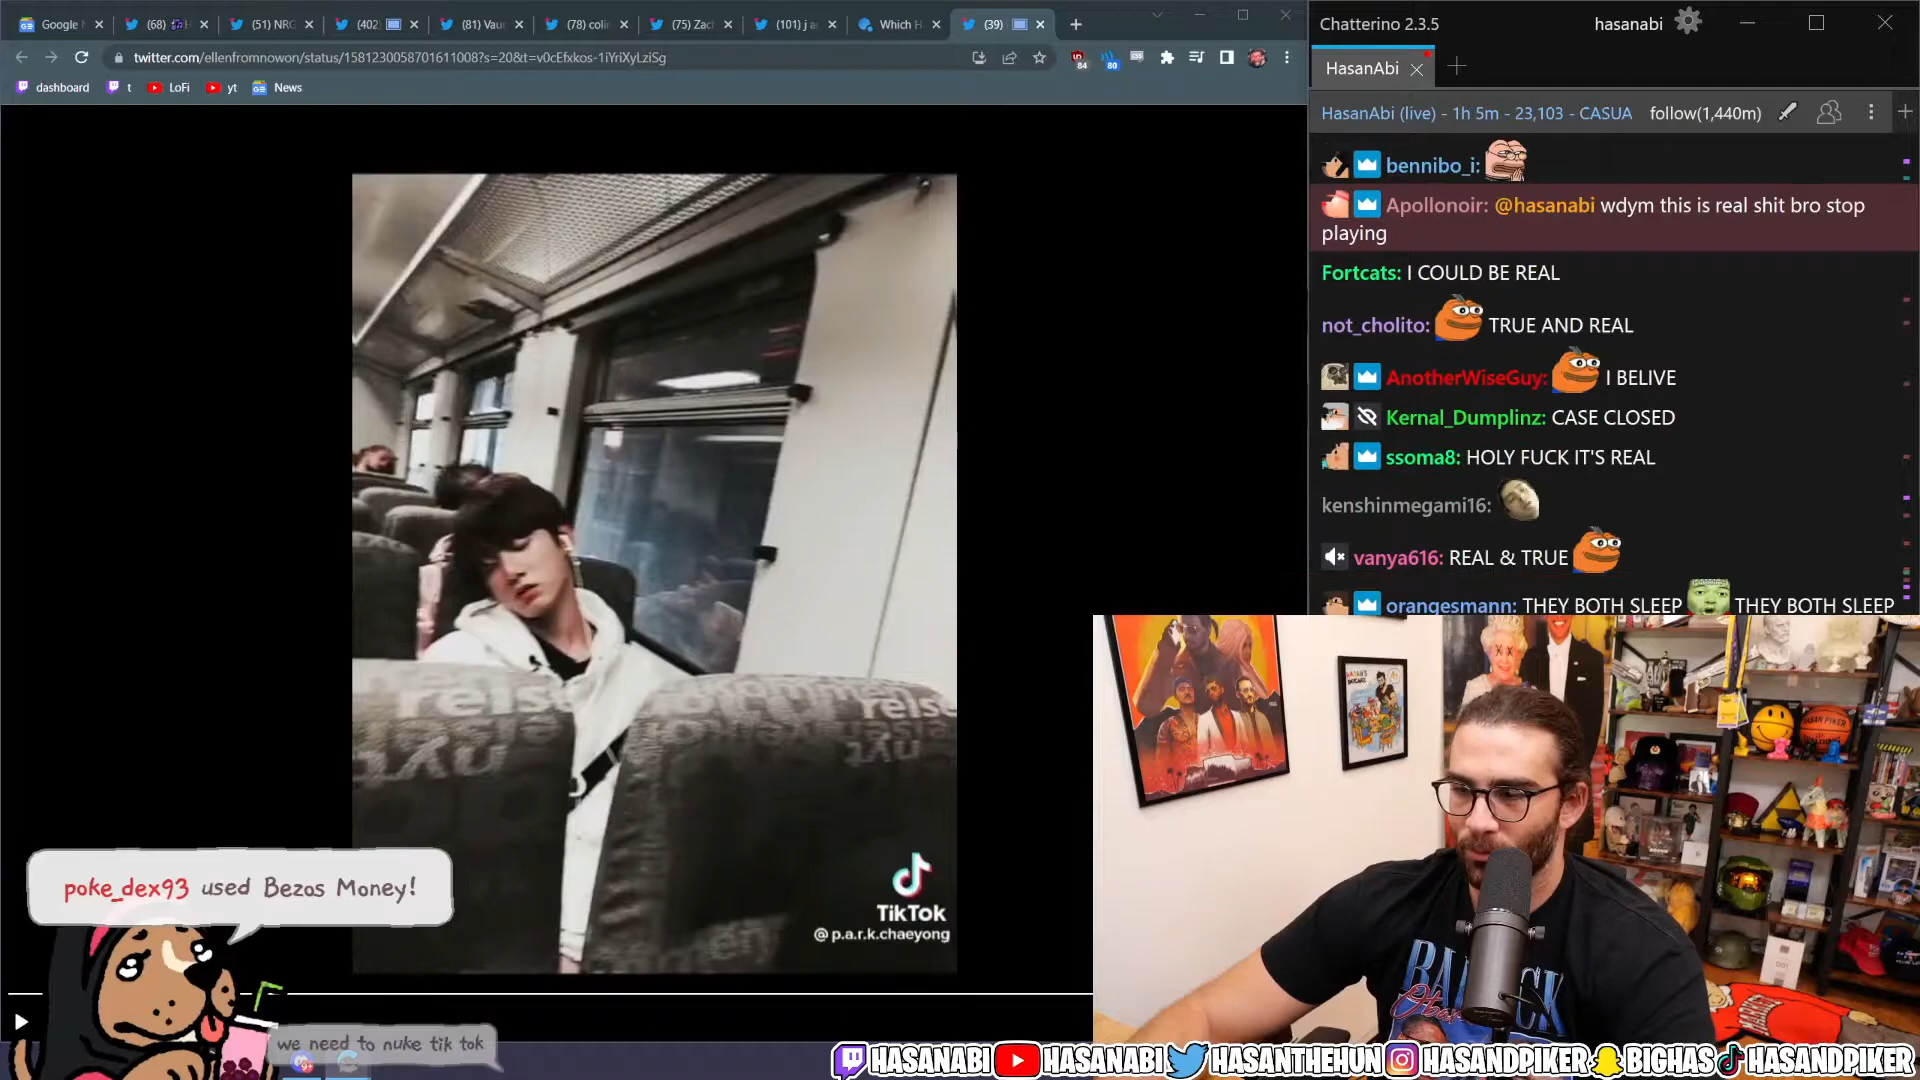 Google
(68)
(51) NRG
(402)
(81) Vau
(78) coli
(75) Zac
(101) j a
Which H
(39)
twitter.com/ellenfromnowon/status/1581230058701611008?s=20&t=v0cEfxkos-1iYriXyLziSg
84
80
dashboard
t
LoFi
yt
News
Chatterino 2.3.5
hasanabi
HasanAbi
HasanAbi (live) - 1h 5m - 23,103 - CASUA
follow(1,440m)
bennibo_i:
Apollonoir: @hasanabi wdym this is real shit bro stop
playing
Fortcats: I COULD BE REAL
not_cholito: TRUE AND REAL
AnotherWiseGuy: I BELIVE
Kernal_Dumplinz: CASE CLOSED
ssoma8: HOLY FUCK IT'S REAL
kenshinmegami16:
vanya616: REAL & TRUE
orangesmann: THEY BOTH SLEEP THEY BOTH SLEEP
TikTok
@p.a.r.k.chaeyong
poke_dex93 used Bezos Money!
we need to nuke tik tok
HASANABI HASANABI HASANTHEHUN HASANDPIKER BIGHAS HASANDPIKER